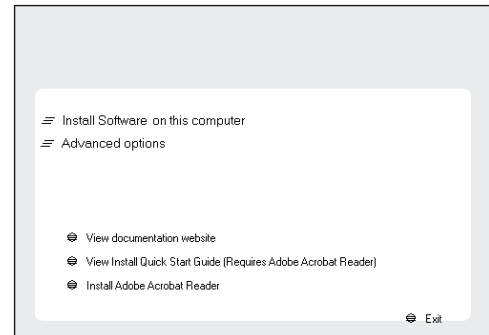 Install Software on this computer
Advanced options
View documentation website
View Install Quick Start Guide (Requires Adobe Acrobat Reader)
Install Adobe Acrobat Reader
Exit